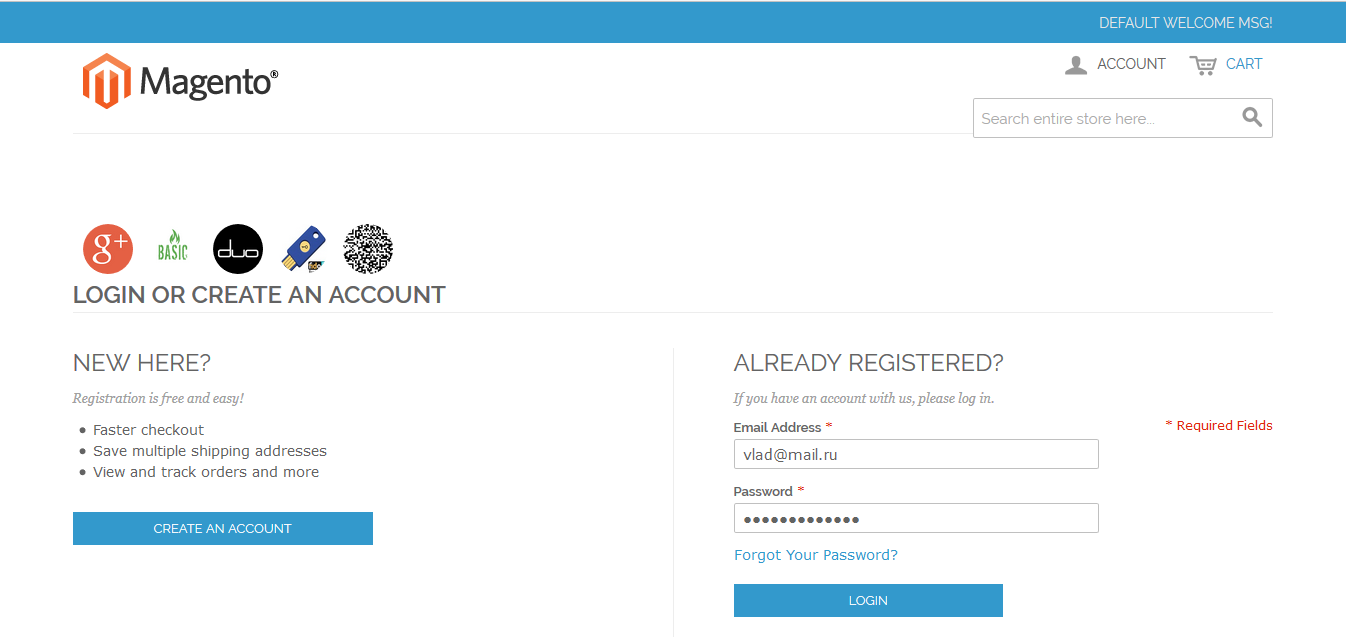 DEFAULT WELCOME MSG!
Magento®
ACCOUNT CART
Search entire store here...
g+ BASIC duo
LOGIN OR CREATE AN ACCOUNT
NEW HERE?
Registration is free and easy!
Faster checkout
Save multiple shipping addresses
View and track orders and more
CREATE AN ACCOUNT
ALREADY REGISTERED?
If you have an account with us, please log in.
* Required Fields
Email Address *
vlad@mail.ru
Password *
•••••••••••••
Forgot Your Password?
LOGIN